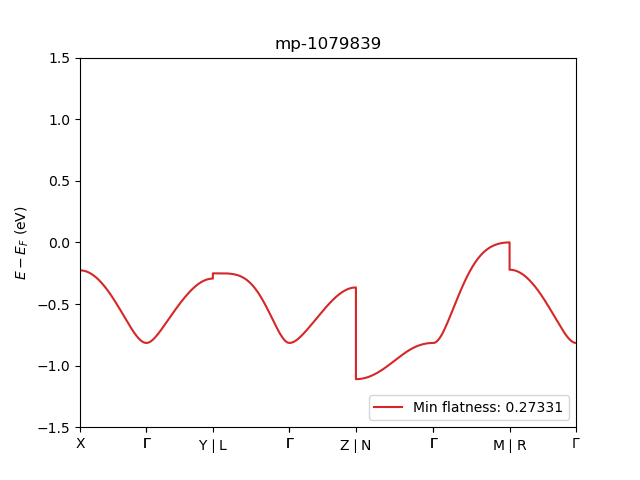 mp-1079839
E − E_F (eV)
1.5
1.0
0.5
0.0
−0.5
−1.0
−1.5
Min flatness: 0.27331
X Γ Y | L Γ Z | N Γ M | R Γ